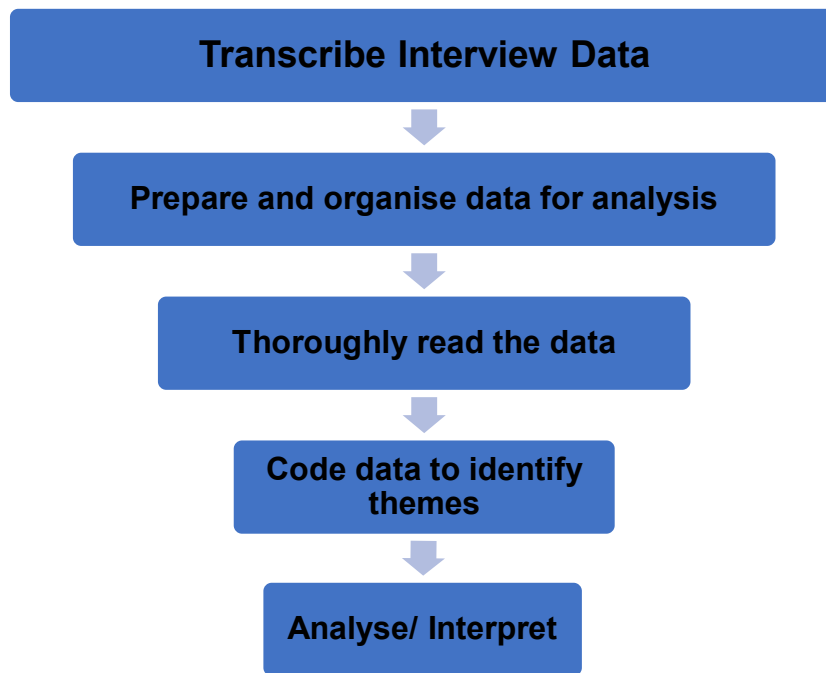 Transcribe Interview Data
Prepare and organise data for analysis
Thoroughly read the data
Code data to identify
themes
Analyse/ Interpret